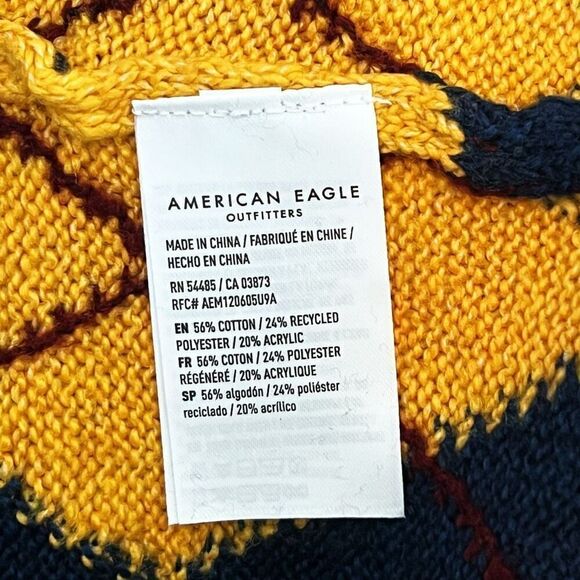 AMERICAN EAGLE
OUTFITTERS
MADE IN CHINA / FABRIQUÉ EN CHINE /
HECHO EN CHINA
RN 54485 / CA 03873
RFC# AEM120605U9A
EN 56% COTTON / 24% RECYCLED
POLYESTER / 20% ACRYLIC
FR 56% COTON / 24% POLYESTER
RÉGÉNÉRÉ / 20% ACRYLIQUE
SP 56% algodón / 24% poliéster
reciclado / 20% acrílico